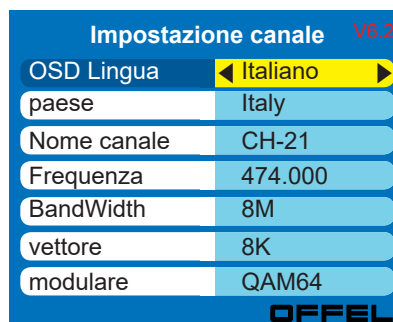 Impostazione canale V6.2
OSD Lingua Italiano
paese Italy
Nome canale CH-21
Frequenza 474.000
BandWidth 8M
vettore 8K
modulare QAM64
OFFEL